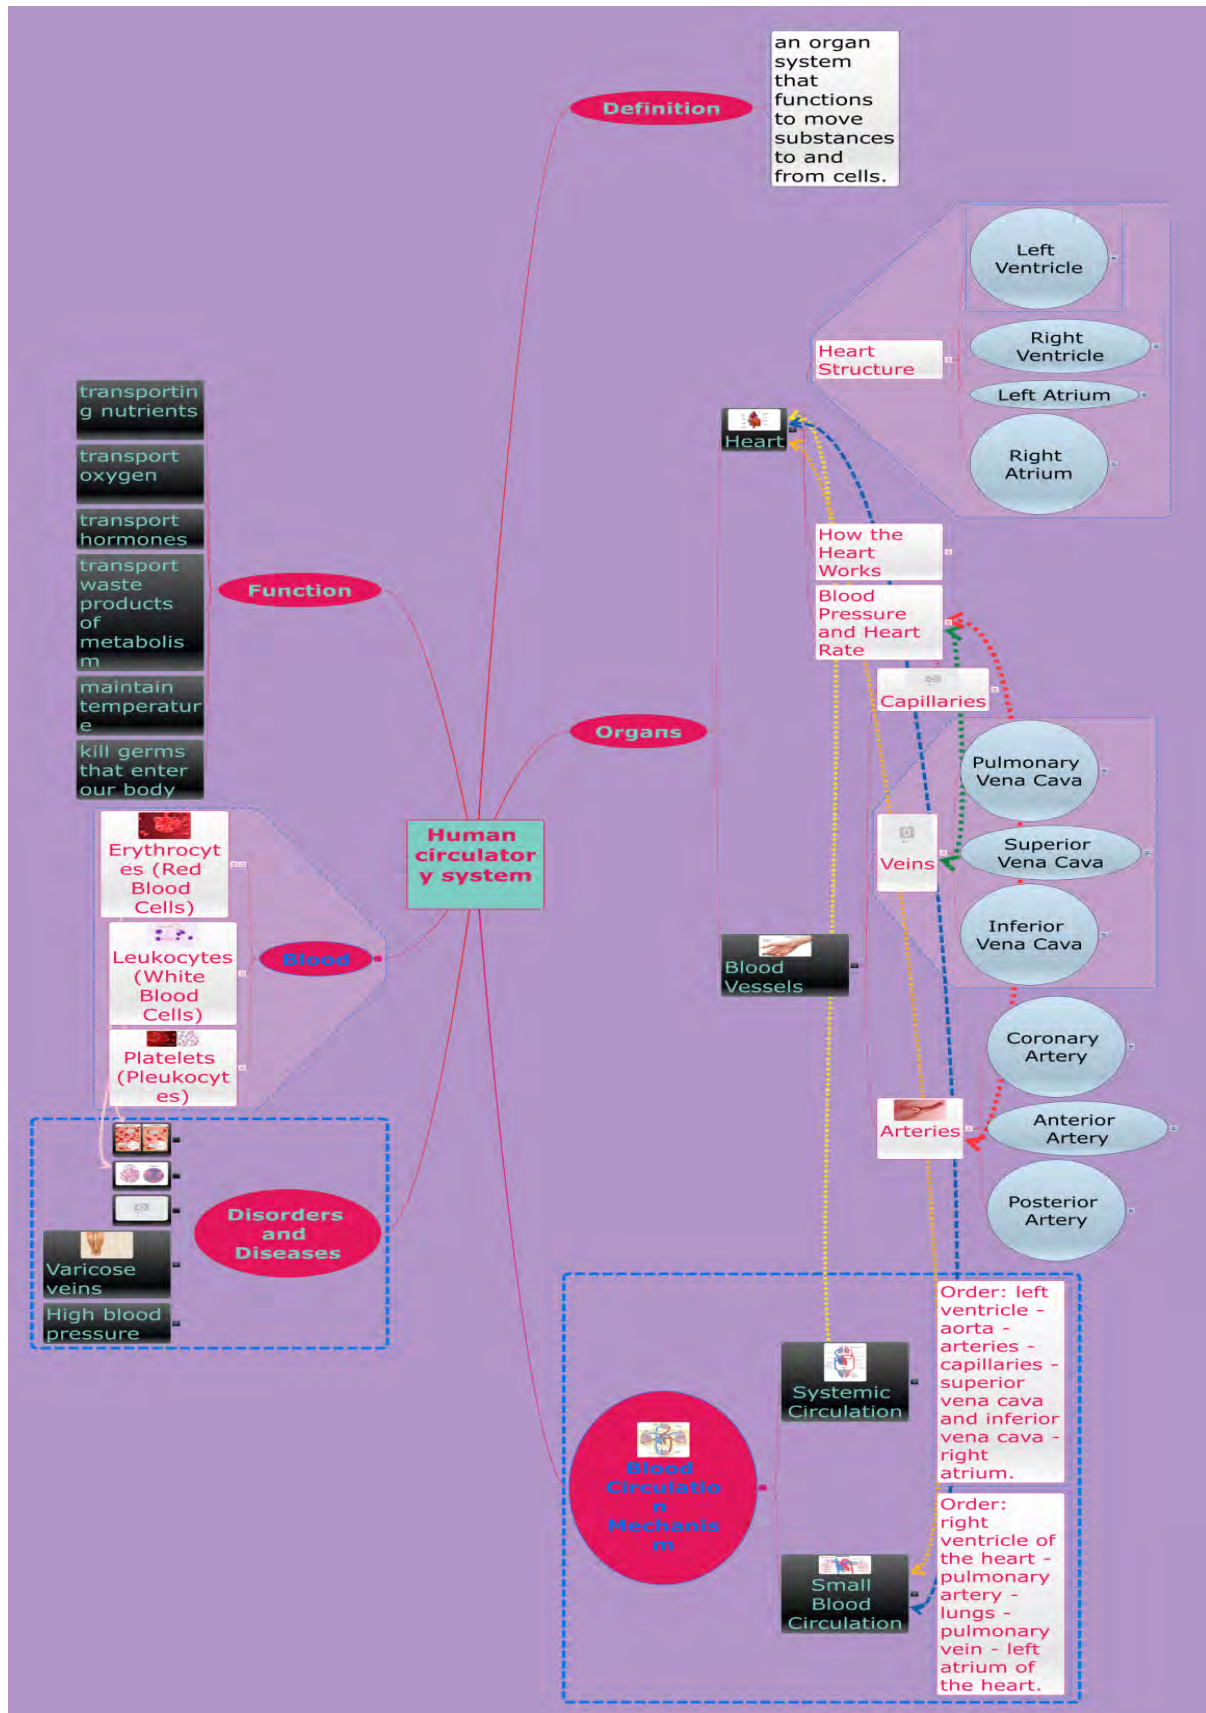 an organ
system
that
functions
to move
substances
to and
from cells.
Definition
Left
Ventricle
Right
Ventricle
Heart
Structure
Left Atrium
Right
Atrium
Heart
How the
Heart
Works
Blood
Pressure
and Heart
Rate
Capillaries
Organs
Pulmonary
Vena Cava
Superior
Vena Cava
Veins
Inferior
Vena Cava
Blood
Vessels
Coronary
Artery
Anterior
Artery
Arteries
Posterior
Artery
transportin
g nutrients
transport
oxygen
transport
hormones
transport
waste
products
of
metabolis
m
maintain
temperatur
e
kill germs
that enter
our body
Function
Human
circulator
y system
Erythrocyt
es (Red
Blood
Cells)
Leukocytes
(White
Blood
Cells)
Platelets
(Pleukocyt
es)
Blood
Disorders
and
Diseases
Varicose
veins
High blood
pressure
Blood
Circulatio
n
Mechanis
m
Systemic
Circulation
Order: left
ventricle -
aorta -
arteries -
capillaries -
superior
vena cava
and inferior
vena cava -
right
atrium.
Small
Blood
Circulation
Order:
right
ventricle of
the heart -
pulmonary
artery -
lungs -
pulmonary
vein - left
atrium of
the heart.